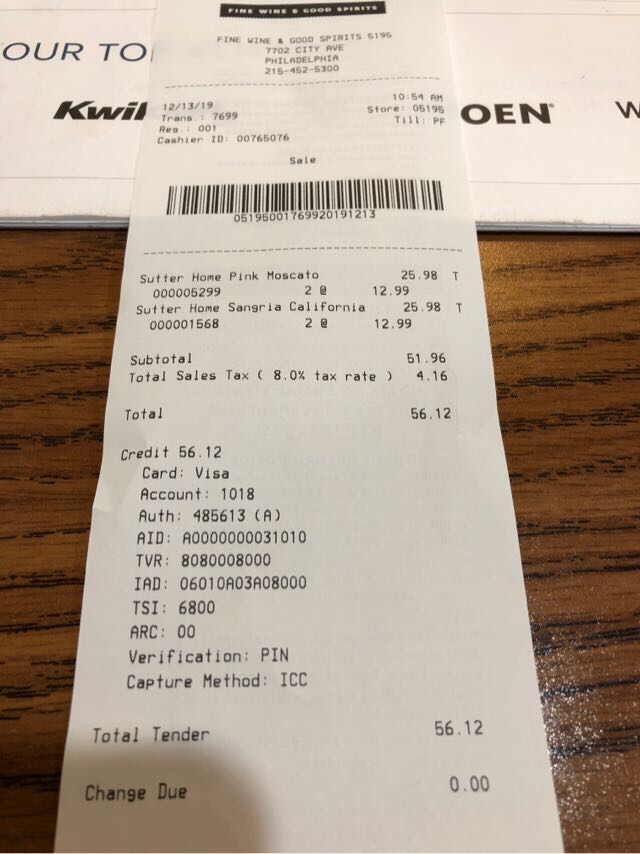 OUR TO
Kwil
OEN®
W
FINE WINE & GOOD SPIRITS
FINE WINE & GOOD SPIRITS 5195
7702 CITY AVE
PHILADELPHIA
215-452-5300
12/13/19 10:54 AM
Trans.: 7699 Store: 05195
Reg.: 001 Till: PF
Cashier ID: 00765076
Sale
05195001769920191213
Sutter Home Pink Moscato 25.98 T
000005299 2 @ 12.99
Sutter Home Sangria California 25.98 T
000001568 2 @ 12.99
Subtotal 51.96
Total Sales Tax ( 8.0% tax rate ) 4.16
Total 56.12
Credit 56.12
Card: Visa
Account: 1018
Auth: 485613 (A)
AID: A0000000031010
TVR: 8080008000
IAD: 06010A03A08000
TSI: 6800
ARC: 00
Verification: PIN
Capture Method: ICC
Total Tender 56.12
Change Due 0.00